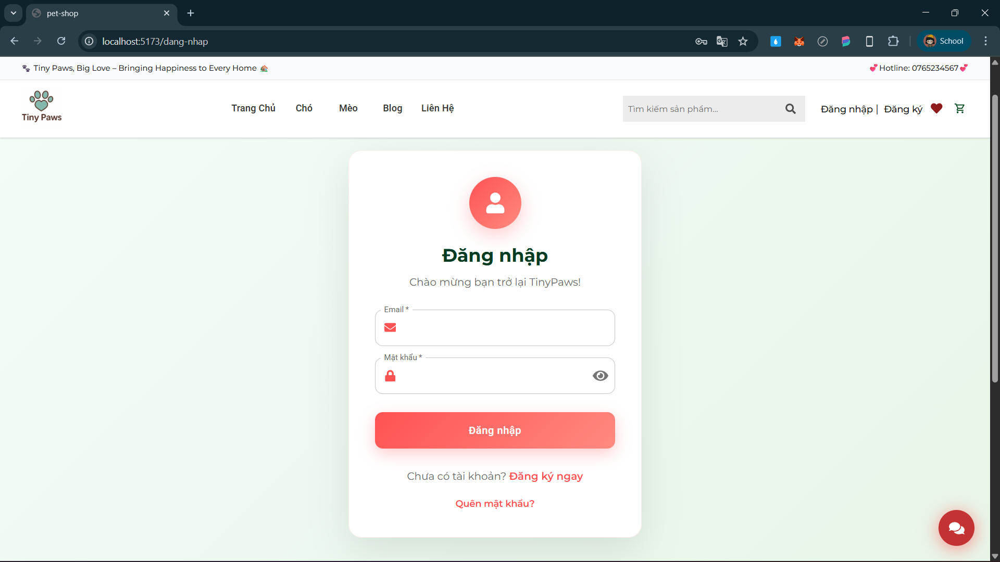 pet-shop
localhost:5173/dang-nhap
School
🐾 Tiny Paws, Big Love – Bringing Happiness to Every Home 🏠
💕Hotline: 0765234567💕
Tiny Paws
Trang Chủ
Chó
Mèo
Blog
Liên Hệ
Tìm kiếm sản phẩm...
Đăng nhập | Đăng ký
Đăng nhập
Chào mừng bạn trở lại TinyPaws!
Email *
Mật khẩu *
Đăng nhập
Chưa có tài khoản? Đăng ký ngay
Quên mật khẩu?